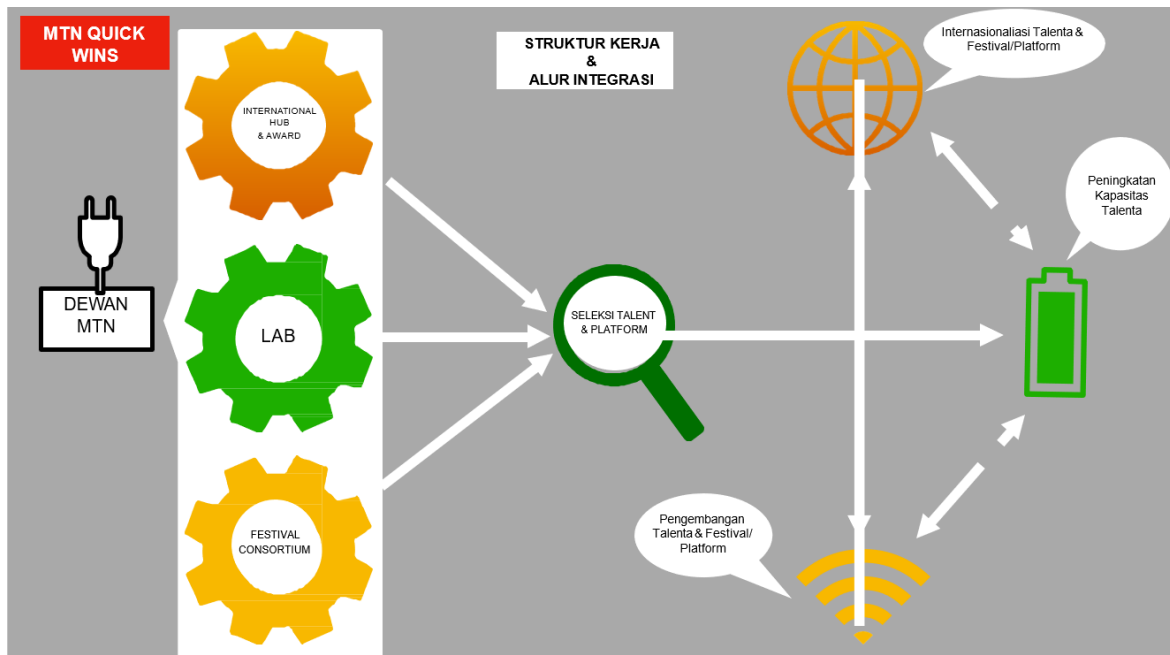 MTN QUICK
WINS
STRUKTUR KERJA
&
ALUR INTEGRASI
Internasionaliasi Talenta &
Festival/Platform
INTERNATIONAL
HUB
& AWARD
Peningkatan
Kapasitas
Talenta
DEWAN
MTN
LAB
SELEKSI TALENT
& PLATFORM
FESTIVAL
CONSORTIUM
Pengembangan
Talenta & Festival/
Platform